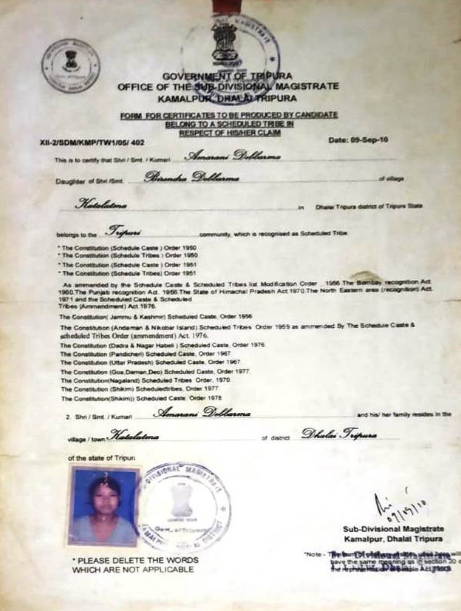 GOVERNMENT OF TRIPURA
OFFICE OF THE SUB-DIVISIONAL MAGISTRATE
KAMALPUR, DHALAI TRIPURA
FORM FOR CERTIFICATES TO BE PRODUCED BY CANDIDATE
BELONG TO A SCHEDULED TRIBE IN
RESPECT OF HIS/HER CLAIM
XII-2/SDM/KMP/TW1/05/ 402 Date: 09-Sep-10
This is to certify that Shri / Smt. / Kumari Amarani Debbarma
Daughter of Shri /Smt. Birendra Debbarma of village
Katalutma in Dhalai Tripura district of Tripura State
belongs to the Tripuri community, which is recognised as Scheduled Tribe.
* The Constitution (Schedule Caste ) Order 1950
* The Constitution (Schedule Tribes ) Order 1950
* The Constitution (Schedule Caste ) Order 1951
* The Constitution (Schedule Tribes) Order 1951
As ammended by the Schedule Caste & Scheduled Tribes list Modification Order , 1956 The Bombay recognition Act
1960,The Punjab recognition Act, 1966,The State of Himachal Pradesh Act 1970,The North Eastern area (recognition) Act.
1971 and the Scheduled Caste & Scheduled
Tribes (Ammendment) Act.1976.
The Constitution( Jammu & Kashmir) Scheduled Caste, Order 1956
The Constitution (Andaman & Nikobar Island) Scheduled Tribes Order 1959 as ammended By The Schedule Caste &
scheduled Tribes Order (ammendment) Act. 1976.
The Constitution (Dadra & Nagar Habeli ) Scheduled Caste, Order 1976.
The Constitution (Pandicheri) Scheduled Caste, Order 1967.
The Constitution (Uttar Pradesh) Scheduled Caste, Order 1967.
The Constitution (Goa,Daman,Deo) Scheduled Caste, Order 1977.
The Constitution(Nagaland) Scheduled Tribes Order, 1970.
The Constitution (Shikim) Scheduledtribes, Order. 1977.
The Constitution(Shikim)) Scheduled Caste, Order 1978
2. Shri / Smt. / Kumari Amarani Debbarma and his/ her family resides in the
village / town Katalutma of district Dhalai Tripura
of the state of Tripuri
Sub-Divisional Magistrate
Kamalpur, Dhalai Tripura
* PLEASE DELETE THE WORDS
WHICH ARE NOT APPLICABLE
*Note -
have the same meaning as in section 20